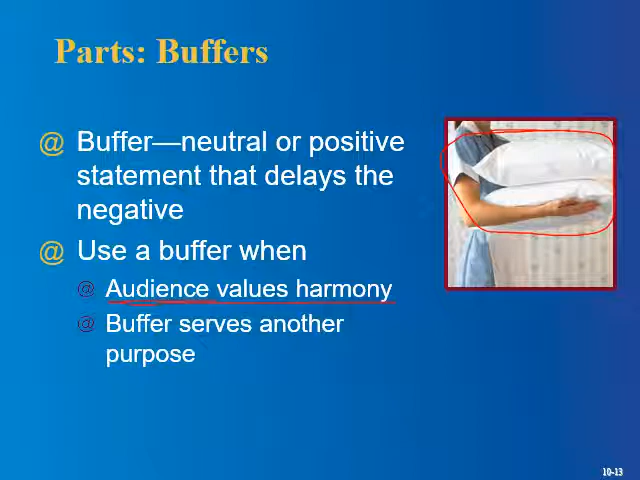 Parts: Buffers
@ Buffer—neutral or positive
statement that delays the
negative
@ Use a buffer when
@ Audience values harmony
@ Buffer serves another
purpose
10-13